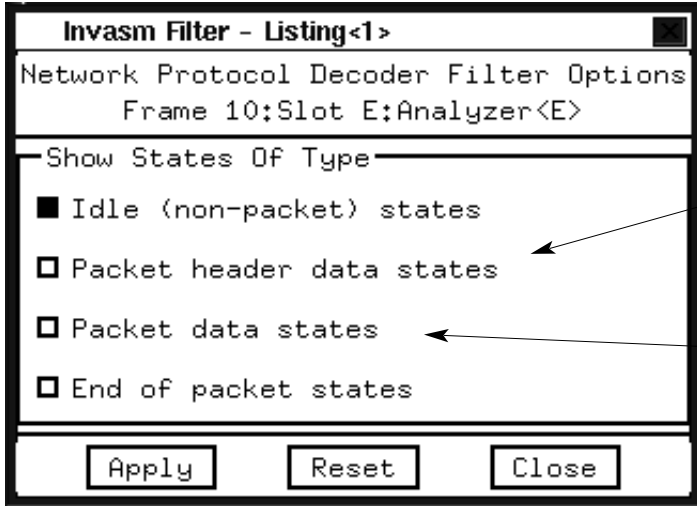 Invasm Filter - Listing<1>
Network Protocol Decoder Filter Options
Frame 10:Slot E:Analyzer<E>
Show States Of Type
Idle (non-packet) states
Packet header data states
Packet data states
End of packet states
Apply Reset Close